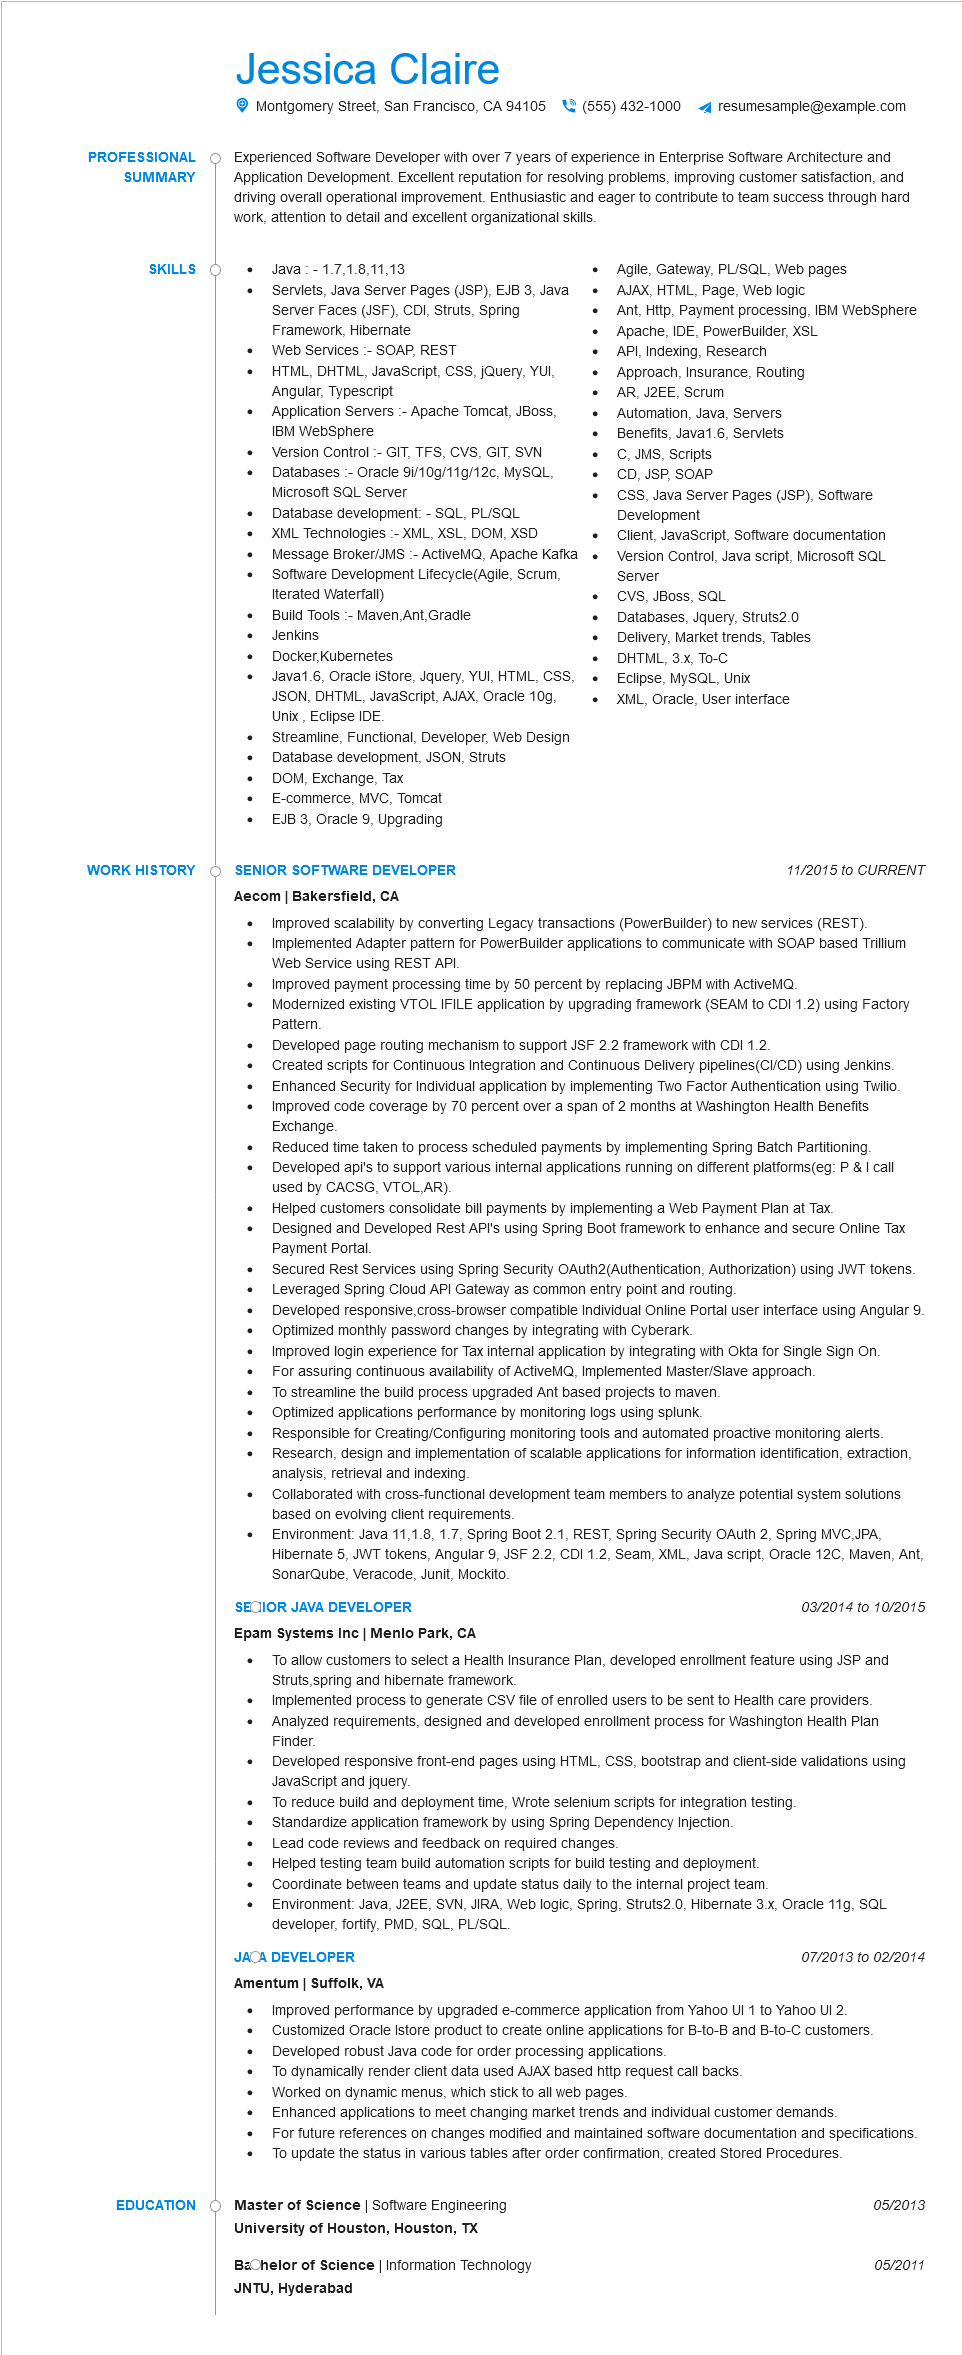 Jessica Claire
Montgomery Street, San Francisco, CA 94105 (555) 432-1000 resumesample@example.com
PROFESSIONAL
SUMMARY
Experienced Software Developer with over 7 years of experience in Enterprise Software Architecture and
Application Development. Excellent reputation for resolving problems, improving customer satisfaction, and
driving overall operational improvement. Enthusiastic and eager to contribute to team success through hard
work, attention to detail and excellent organizational skills.
SKILLS
• Java : - 1.7,1.8,11,13
• Servlets, Java Server Pages (JSP), EJB 3, Java
Server Faces (JSF), CDI, Struts, Spring
Framework, Hibernate
• Web Services :- SOAP, REST
• HTML, DHTML, JavaScript, CSS, jQuery, YUI,
Angular, Typescript
• Application Servers :- Apache Tomcat, JBoss,
IBM WebSphere
• Version Control :- GIT, TFS, CVS, GIT, SVN
• Databases :- Oracle 9i/10g/11g/12c, MySQL,
Microsoft SQL Server
• Database development: - SQL, PL/SQL
• XML Technologies :- XML, XSL, DOM, XSD
• Message Broker/JMS :- ActiveMQ, Apache Kafka
• Software Development Lifecycle(Agile, Scrum,
Iterated Waterfall)
• Build Tools :- Maven,Ant,Gradle
• Jenkins
• Docker,Kubernetes
• Java1.6, Oracle iStore, Jquery, YUI, HTML, CSS,
JSON, DHTML, JavaScript, AJAX, Oracle 10g,
Unix , Eclipse IDE.
• Streamline, Functional, Developer, Web Design
• Database development, JSON, Struts
• DOM, Exchange, Tax
• E-commerce, MVC, Tomcat
• EJB 3, Oracle 9, Upgrading
• Agile, Gateway, PL/SQL, Web pages
• AJAX, HTML, Page, Web logic
• Ant, Http, Payment processing, IBM WebSphere
• Apache, IDE, PowerBuilder, XSL
• API, Indexing, Research
• Approach, Insurance, Routing
• AR, J2EE, Scrum
• Automation, Java, Servers
• Benefits, Java1.6, Servlets
• C, JMS, Scripts
• CD, JSP, SOAP
• CSS, Java Server Pages (JSP), Software
Development
• Client, JavaScript, Software documentation
• Version Control, Java script, Microsoft SQL
Server
• CVS, JBoss, SQL
• Databases, Jquery, Struts2.0
• Delivery, Market trends, Tables
• DHTML, 3.x, To-C
• Eclipse, MySQL, Unix
• XML, Oracle, User interface
WORK HISTORY
SENIOR SOFTWARE DEVELOPER 11/2015 to CURRENT
Aecom | Bakersfield, CA
• Improved scalability by converting Legacy transactions (PowerBuilder) to new services (REST).
• Implemented Adapter pattern for PowerBuilder applications to communicate with SOAP based Trillium
Web Service using REST API.
• Improved payment processing time by 50 percent by replacing JBPM with ActiveMQ.
• Modernized existing VTOL IFILE application by upgrading framework (SEAM to CDI 1.2) using Factory
Pattern.
• Developed page routing mechanism to support JSF 2.2 framework with CDI 1.2.
• Created scripts for Continuous Integration and Continuous Delivery pipelines(CI/CD) using Jenkins.
• Enhanced Security for Individual application by implementing Two Factor Authentication using Twilio.
• Improved code coverage by 70 percent over a span of 2 months at Washington Health Benefits
Exchange.
• Reduced time taken to process scheduled payments by implementing Spring Batch Partitioning.
• Developed api's to support various internal applications running on different platforms(eg: P & I call
used by CACSG, VTOL,AR).
• Helped customers consolidate bill payments by implementing a Web Payment Plan at Tax.
• Designed and Developed Rest API's using Spring Boot framework to enhance and secure Online Tax
Payment Portal.
• Secured Rest Services using Spring Security OAuth2(Authentication, Authorization) using JWT tokens.
• Leveraged Spring Cloud API Gateway as common entry point and routing.
• Developed responsive,cross-browser compatible Individual Online Portal user interface using Angular 9.
• Optimized monthly password changes by integrating with Cyberark.
• Improved login experience for Tax internal application by integrating with Okta for Single Sign On.
• For assuring continuous availability of ActiveMQ, Implemented Master/Slave approach.
• To streamline the build process upgraded Ant based projects to maven.
• Optimized applications performance by monitoring logs using splunk.
• Responsible for Creating/Configuring monitoring tools and automated proactive monitoring alerts.
• Research, design and implementation of scalable applications for information identification, extraction,
analysis, retrieval and indexing.
• Collaborated with cross-functional development team members to analyze potential system solutions
based on evolving client requirements.
• Environment: Java 11,1.8, 1.7, Spring Boot 2.1, REST, Spring Security OAuth 2, Spring MVC,JPA,
Hibernate 5, JWT tokens, Angular 9, JSF 2.2, CDI 1.2, Seam, XML, Java script, Oracle 12C, Maven, Ant,
SonarQube, Veracode, Junit, Mockito.
SENIOR JAVA DEVELOPER 03/2014 to 10/2015
Epam Systems Inc | Menlo Park, CA
• To allow customers to select a Health Insurance Plan, developed enrollment feature using JSP and
Struts,spring and hibernate framework.
• Implemented process to generate CSV file of enrolled users to be sent to Health care providers.
• Analyzed requirements, designed and developed enrollment process for Washington Health Plan
Finder.
• Developed responsive front-end pages using HTML, CSS, bootstrap and client-side validations using
JavaScript and jquery.
• To reduce build and deployment time, Wrote selenium scripts for integration testing.
• Standardize application framework by using Spring Dependency Injection.
• Lead code reviews and feedback on required changes.
• Helped testing team build automation scripts for build testing and deployment.
• Coordinate between teams and update status daily to the internal project team.
• Environment: Java, J2EE, SVN, JIRA, Web logic, Spring, Struts2.0, Hibernate 3.x, Oracle 11g, SQL
developer, fortify, PMD, SQL, PL/SQL.
JAVA DEVELOPER 07/2013 to 02/2014
Amentum | Suffolk, VA
• Improved performance by upgraded e-commerce application from Yahoo UI 1 to Yahoo UI 2.
• Customized Oracle Istore product to create online applications for B-to-B and B-to-C customers.
• Developed robust Java code for order processing applications.
• To dynamically render client data used AJAX based http request call backs.
• Worked on dynamic menus, which stick to all web pages.
• Enhanced applications to meet changing market trends and individual customer demands.
• For future references on changes modified and maintained software documentation and specifications.
• To update the status in various tables after order confirmation, created Stored Procedures.
EDUCATION
Master of Science | Software Engineering 05/2013
University of Houston, Houston, TX
Bachelor of Science | Information Technology 05/2011
JNTU, Hyderabad